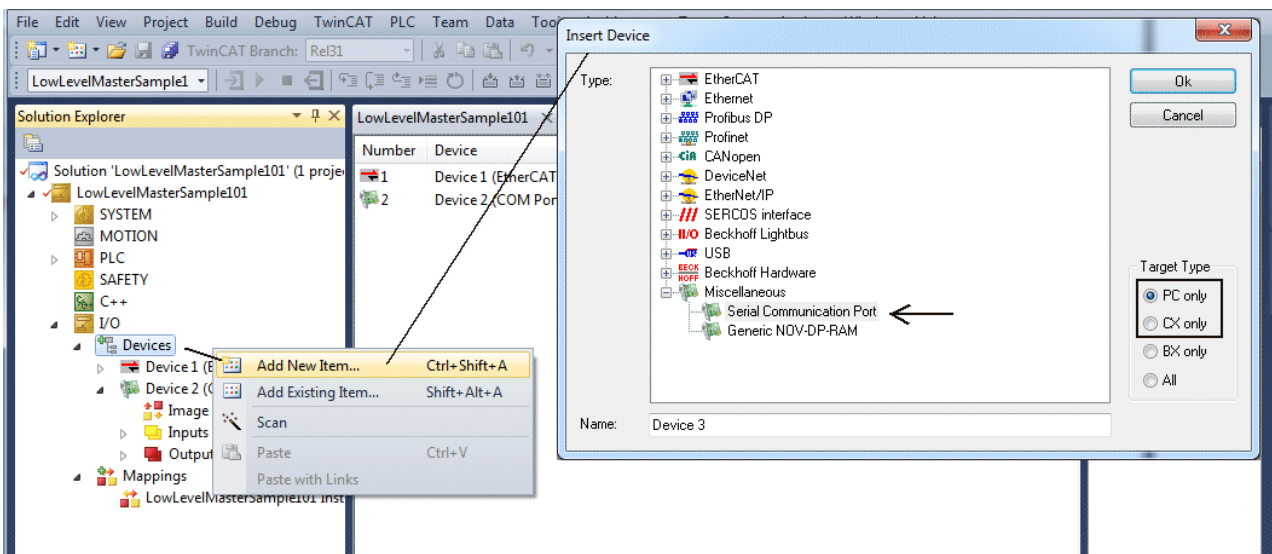 File Edit View Project Build Debug TwinCAT PLC Team Data
TwinCAT Branch: Rel31
LowLevelMasterSample1
Solution Explorer
Solution 'LowLevelMasterSample101' (1 proje
LowLevelMasterSample101
SYSTEM
MOTION
PLC
SAFETY
C++
I/O
Devices
Device 1 (E
Device 2 (C
Image
Inputs
Output
Mappings
LowLevelMasterSample101 Inst
LowLevelMasterSample101
Number Device
1 Device 1 (EtherCAT
2 Device 2 (COM Por
Add New Item... Ctrl+Shift+A
Add Existing Item... Shift+Alt+A
Scan
Paste Ctrl+V
Paste with Links
Insert Device
Type:
EtherCAT
Ethernet
Profibus DP
Profinet
CiA CANopen
DeviceNet
EtherNet/IP
SERCOS interface
II/O Beckhoff Lightbus
USB
BECK HOFF Beckhoff Hardware
Miscellaneous
Serial Communication Port
Generic NOV-DP-RAM
Name: Device 3
Ok
Cancel
Target Type
PC only
CX only
BX only
All